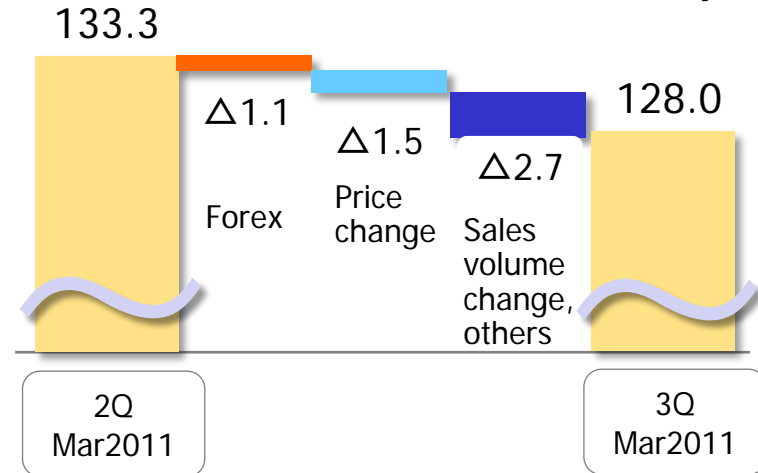 133.3
△1.1
△1.5
△2.7
128.0
Forex
Price
change
Sales
volume
change,
others
2Q
Mar2011
3Q
Mar2011